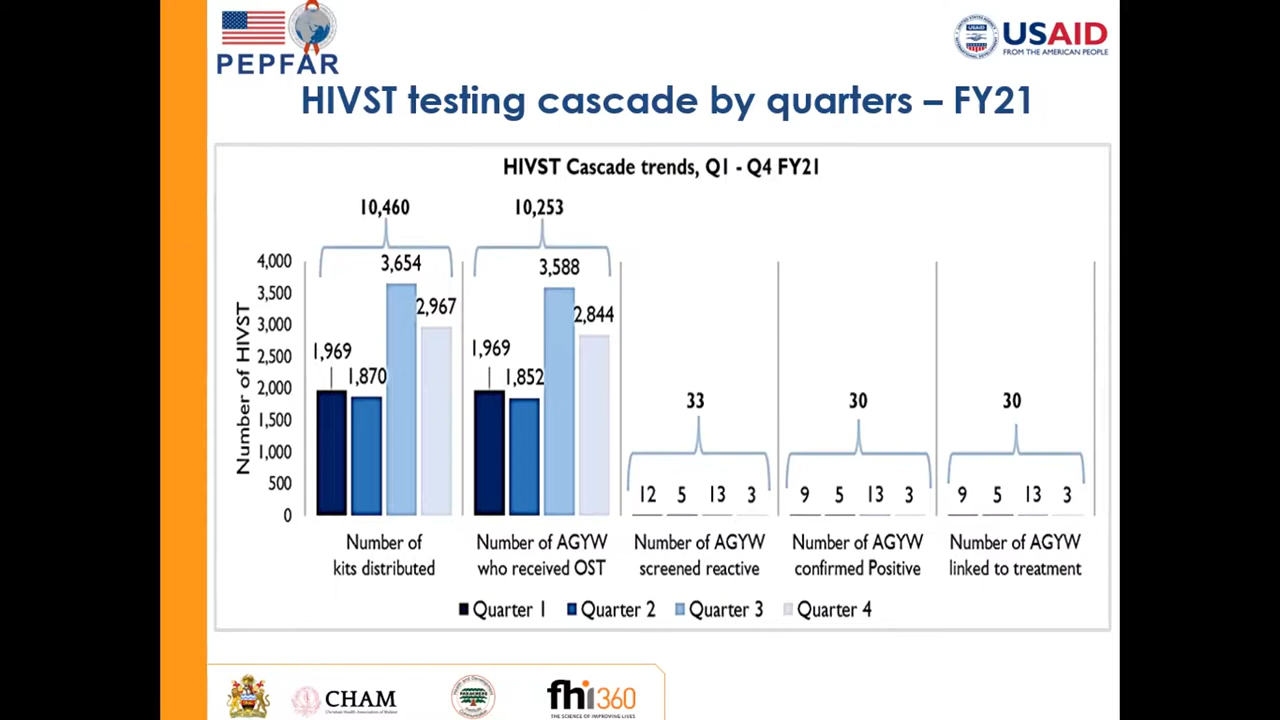 PEPFAR
USAID
FROM THE AMERICAN PEOPLE
HIVST testing cascade by quarters – FY21
HIVST Cascade trends, Q1 - Q4 FY21
10,460
10,253
4,000
3,500
3,000
2,500
2,000
1,500
1,000
500
0
Number of HIVST
1,969
1,870
3,654
2,967
1,969
1,852
3,588
2,844
33
12 5 13 3
30
9 5 13 3
30
9 5 13 3
Number of
kits distributed
Number of AGYW
who received OST
Number of AGYW
screened reactive
Number of AGYW
confirmed Positive
Number of AGYW
linked to treatment
Quarter 1 Quarter 2 Quarter 3 Quarter 4
CHAM
Christian Health Association of Malawi
fhi360
THE SCIENCE OF IMPROVING LIVES